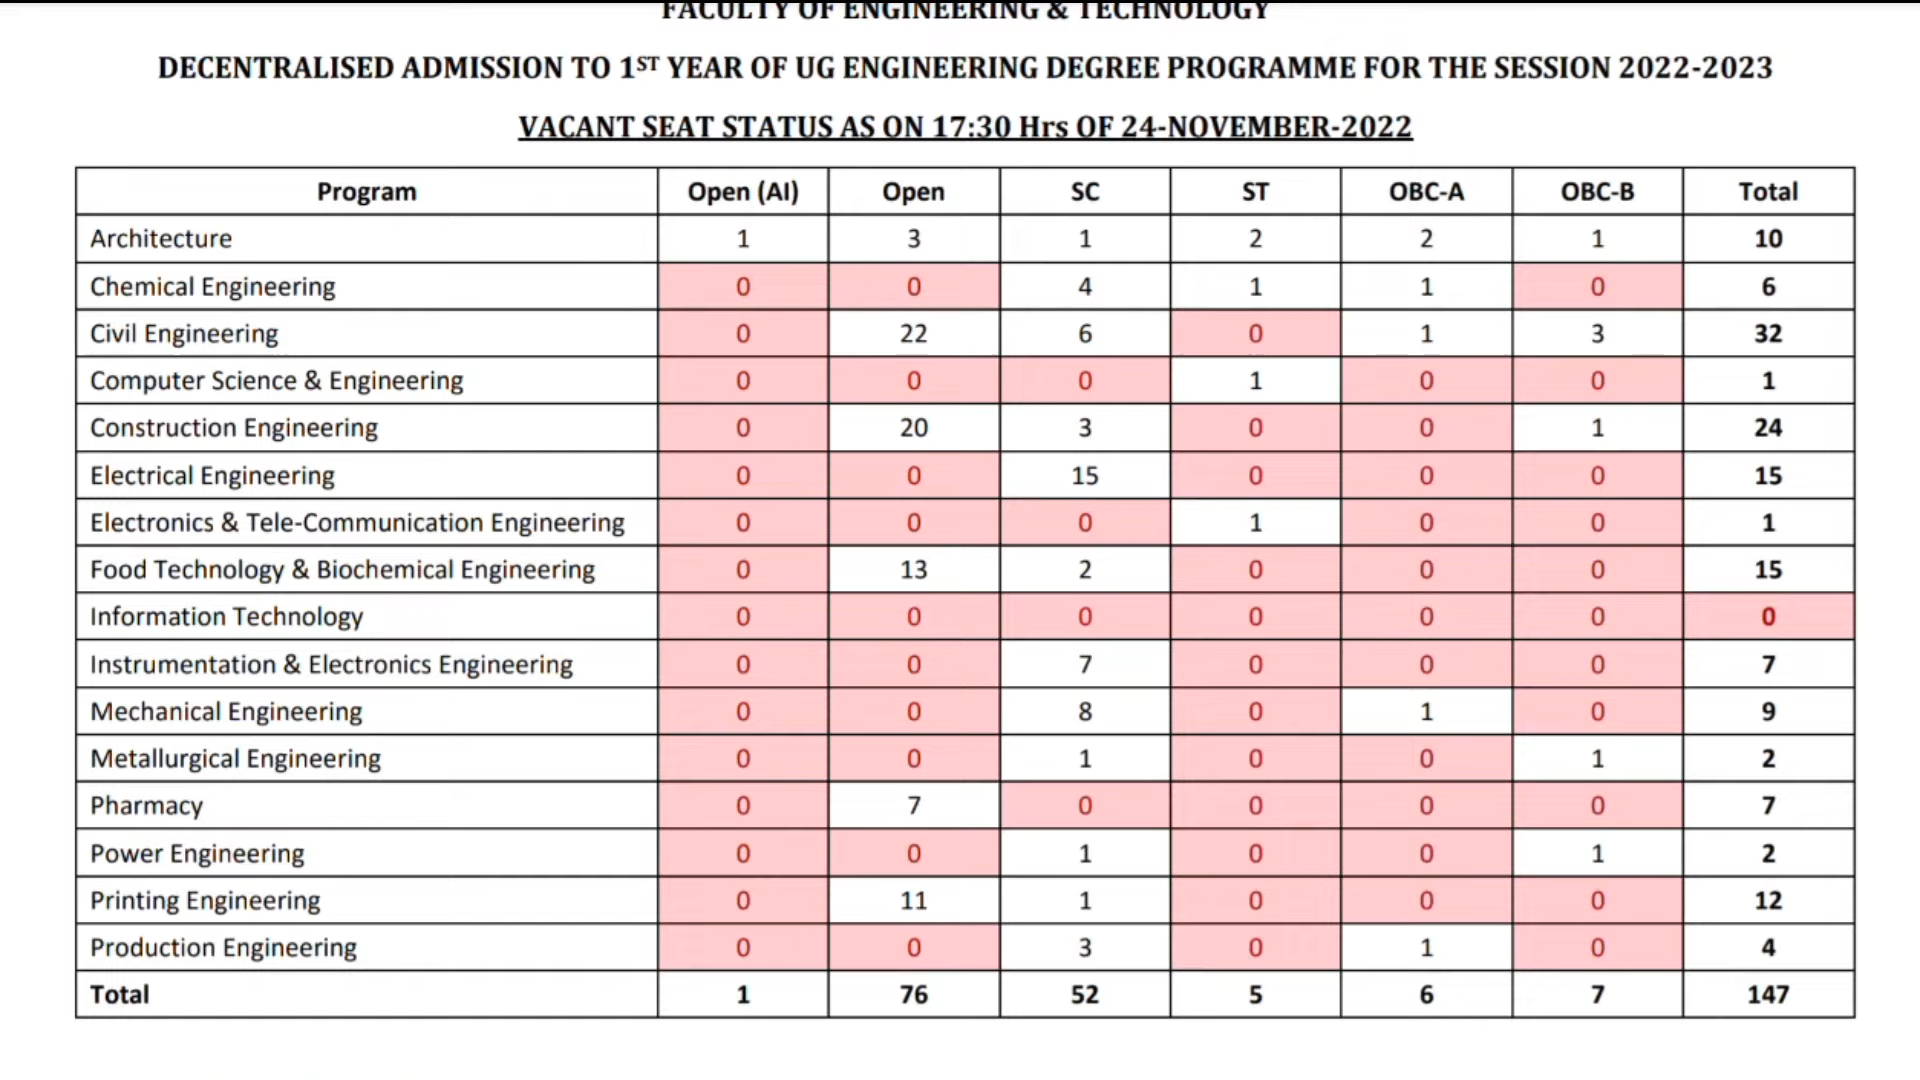 FACULTY OF ENGINEERING & TECHNOLOGY
DECENTRALISED ADMISSION TO 1ST YEAR OF UG ENGINEERING DEGREE PROGRAMME FOR THE SESSION 2022-2023
VACANT SEAT STATUS AS ON 17:30 Hrs OF 24-NOVEMBER-2022
Program Open (AI) Open SC ST OBC-A OBC-B Total
Architecture 1 3 1 2 2 1 10
Chemical Engineering 0 0 4 1 1 0 6
Civil Engineering 0 22 6 0 1 3 32
Computer Science & Engineering 0 0 0 1 0 0 1
Construction Engineering 0 20 3 0 0 1 24
Electrical Engineering 0 0 15 0 0 0 15
Electronics & Tele-Communication Engineering 0 0 0 1 0 0 1
Food Technology & Biochemical Engineering 0 13 2 0 0 0 15
Information Technology 0 0 0 0 0 0 0
Instrumentation & Electronics Engineering 0 0 7 0 0 0 7
Mechanical Engineering 0 0 8 0 1 0 9
Metallurgical Engineering 0 0 1 0 0 1 2
Pharmacy 0 7 0 0 0 0 7
Power Engineering 0 0 1 0 0 1 2
Printing Engineering 0 11 1 0 0 0 12
Production Engineering 0 0 3 0 1 0 4
Total 1 76 52 5 6 7 147